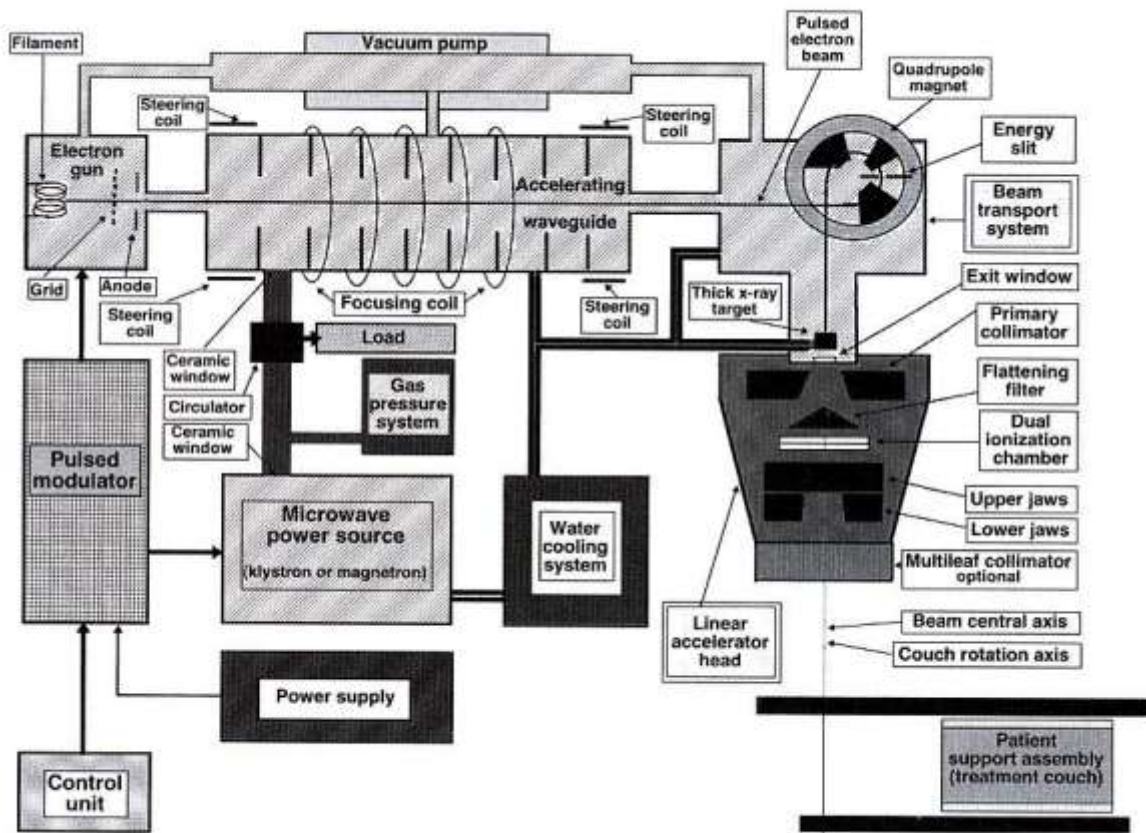 Filament
Vacuum pump
Pulsed
electron
beam
Quadrupole
magnet
Steering
coil
Steering
coil
Energy
slit
Electron
gun
Accelerating
waveguide
Beam
transport
system
Grid
Anode
Steering
coil
Focusing coil
Steering
coil
Thick x-ray
target
Exit window
Primary
collimator
Load
Ceramic
window
Gas
pressure
system
Circulator
Ceramic
window
Flattening
filter
Dual
ionization
chamber
Pulsed
modulator
Microwave
power source
(klystron or magnetron)
Water
cooling
system
Upper jaws
Lower jaws
Multileaf collimator
optional
Linear
accelerator
head
Beam central axis
Couch rotation axis
Power supply
Control
unit
Patient
support assembly
(treatment couch)